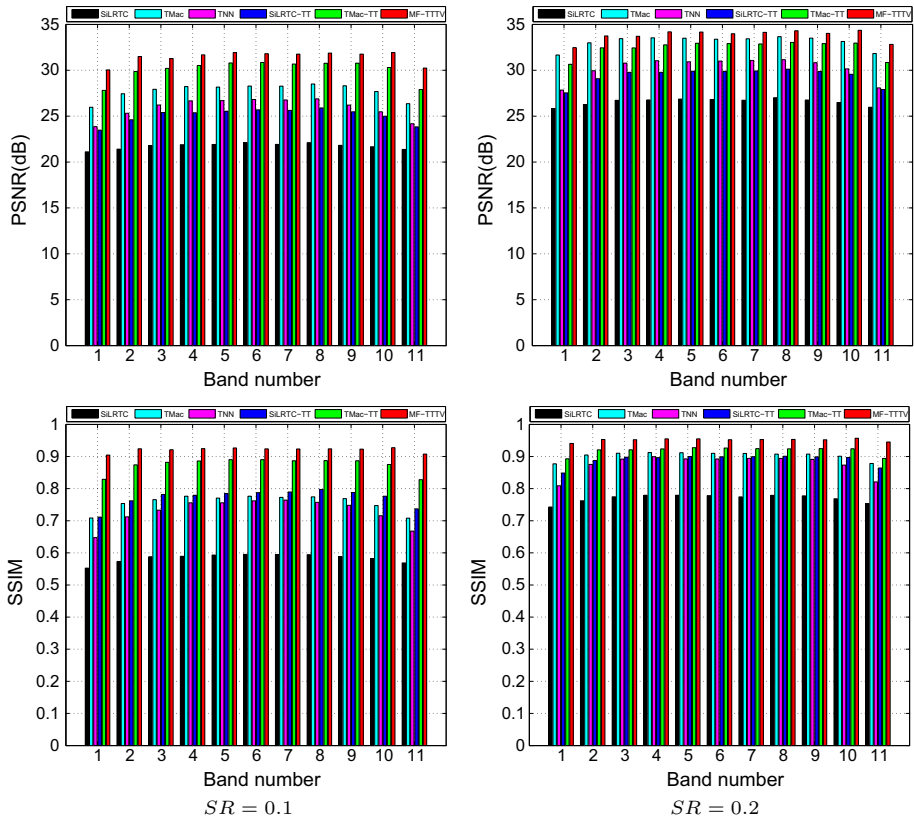 SiLRTC TMac TNN SiLRTC-TT TMac-TT MF-TTTV
35
30
25
20
15
10
5
0
PSNR(dB)
1 2 3 4 5 6 7 8 9 10 11
Band number
SiLRTC TMac TNN SiLRTC-TT TMac-TT MF-TTTV
35
30
25
20
15
10
5
0
PSNR(dB)
1 2 3 4 5 6 7 8 9 10 11
Band number
SiLRTC TMac TNN SiLRTC-TT TMac-TT MF-TTTV
1
0.9
0.8
0.7
0.6
0.5
0.4
0.3
0.2
0.1
0
SSIM
1 2 3 4 5 6 7 8 9 10 11
Band number
SR = 0.1
SiLRTC TMac TNN SiLRTC-TT TMac-TT MF-TTTV
1
0.9
0.8
0.7
0.6
0.5
0.4
0.3
0.2
0.1
0
SSIM
1 2 3 4 5 6 7 8 9 10 11
Band number
SR = 0.2